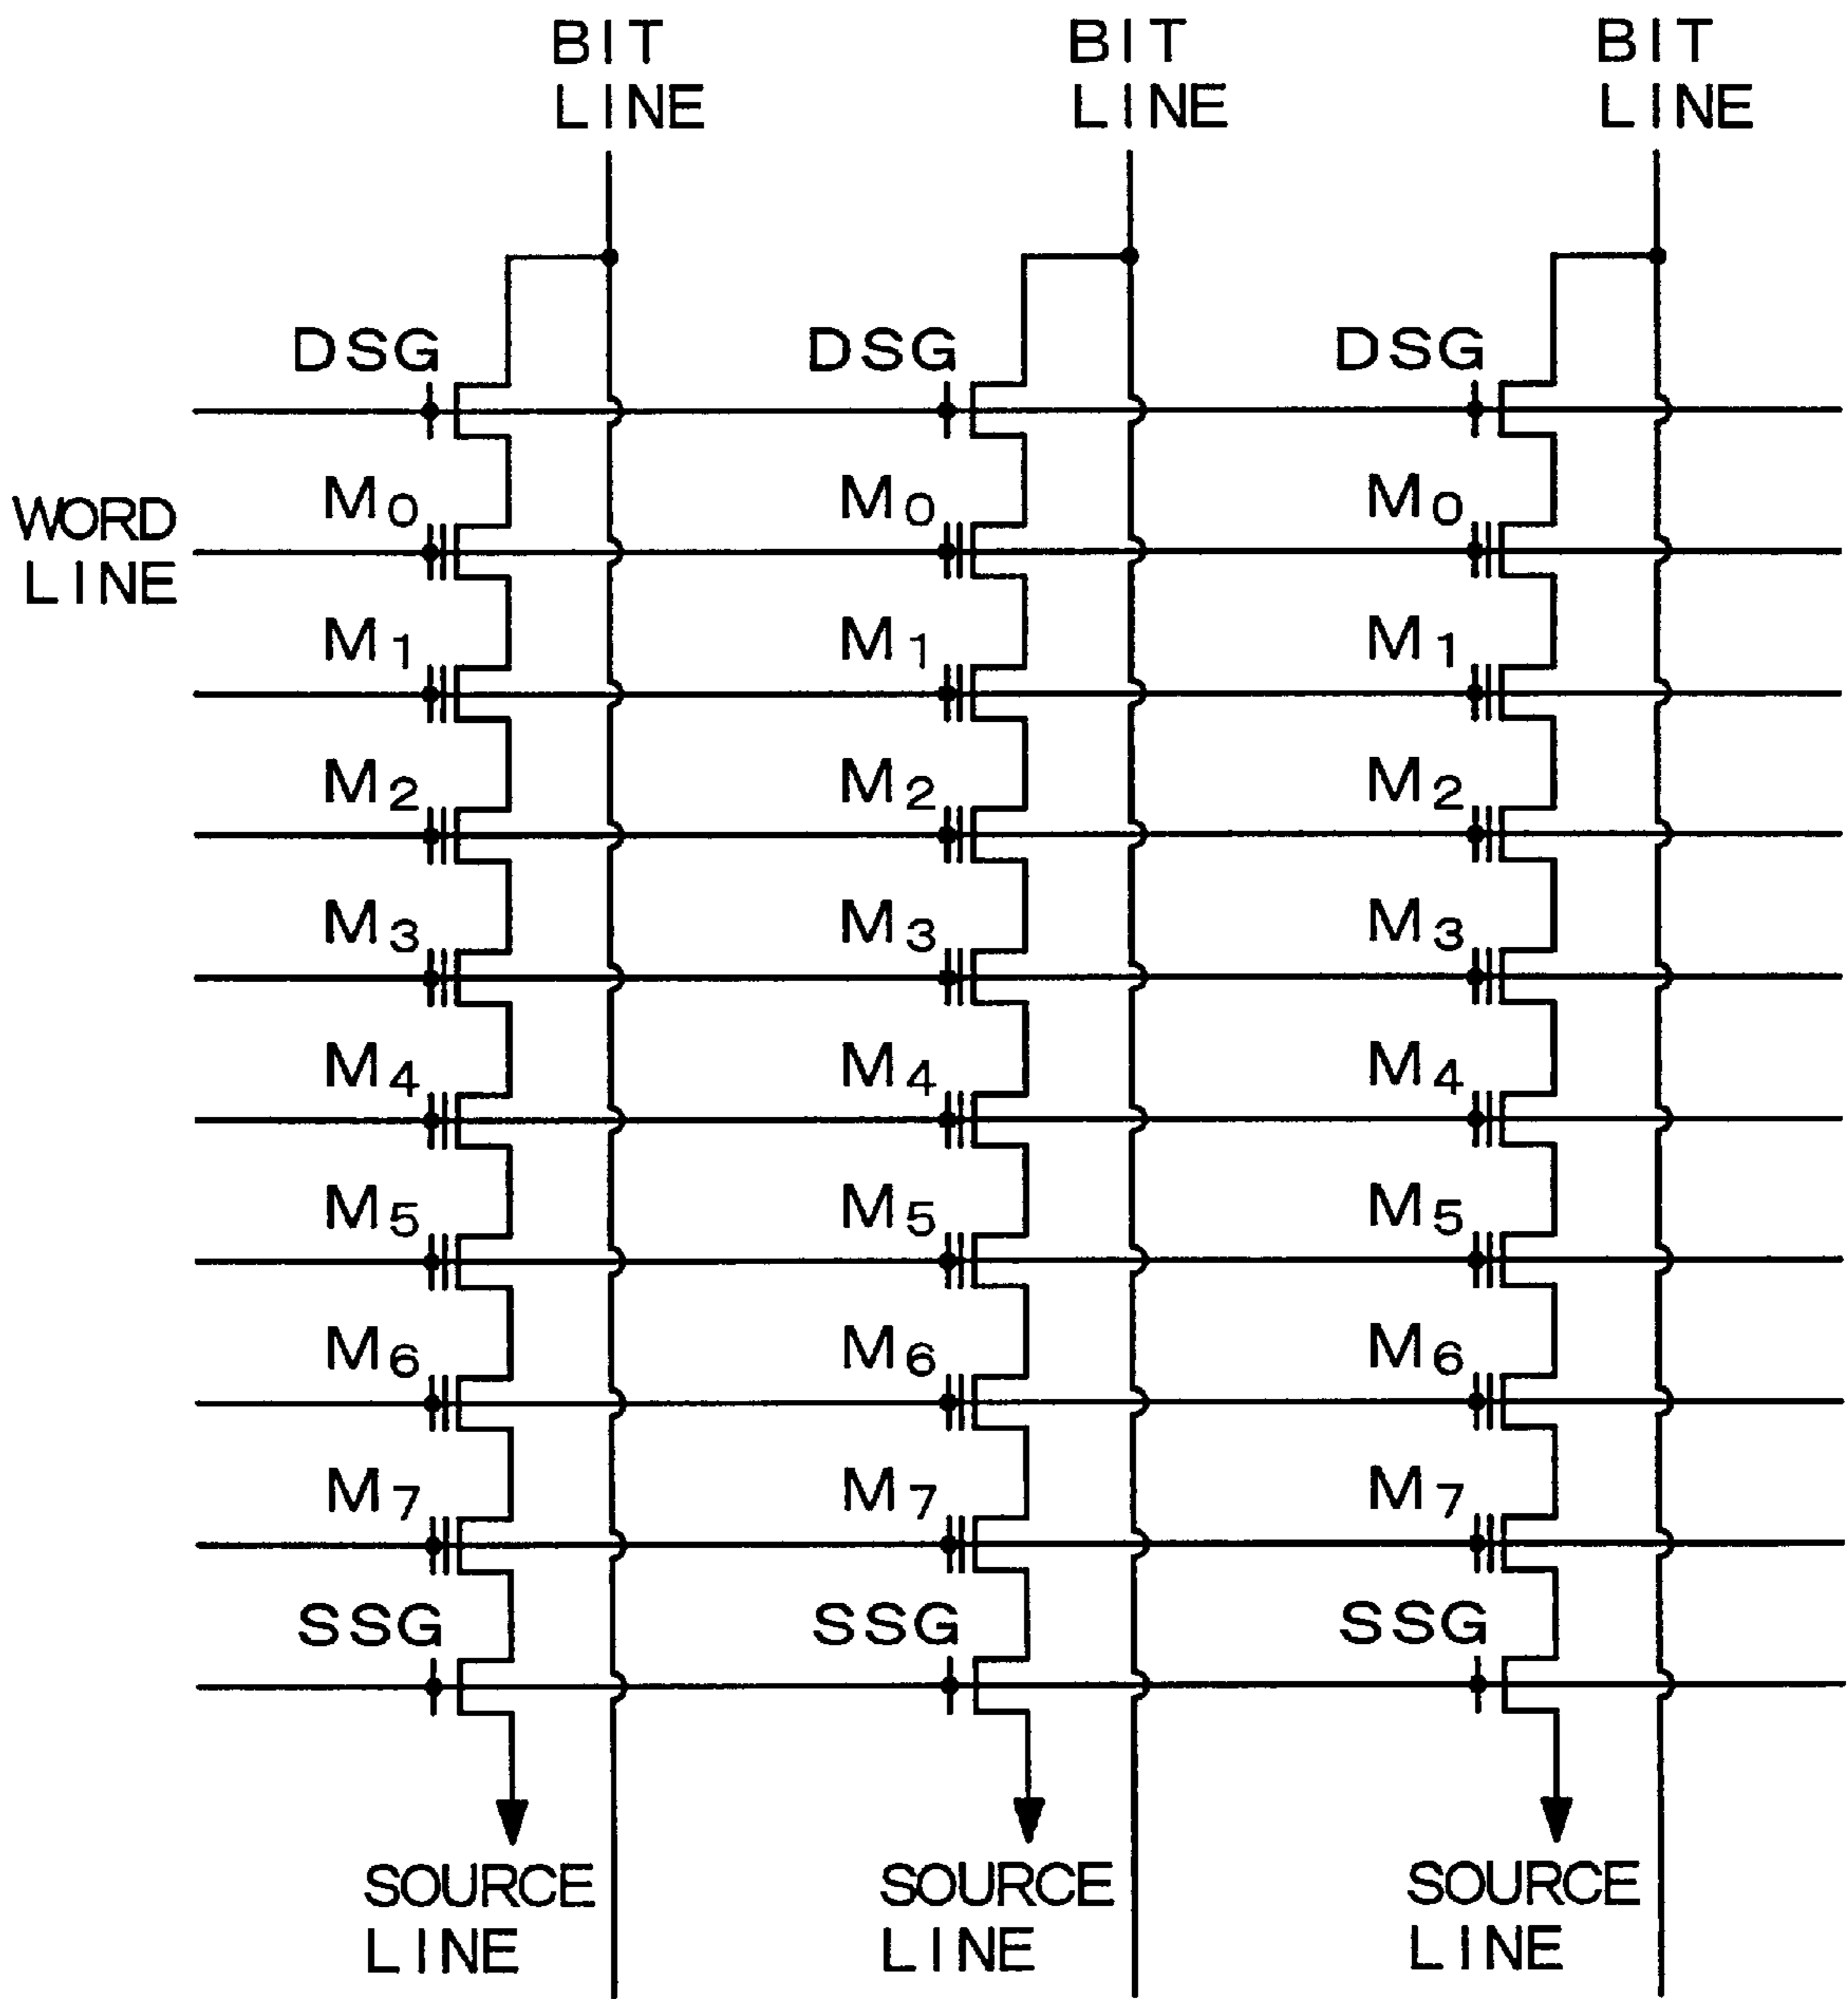 BIT BIT BIT
LINE LINE LINE
DSG DSG DSG
M0 M0 M0
WORD
LINE
M1 M1 M1
M2 M2 M2
M3 M3 M3
M4 M4 M4
M5 M5 M5
M6 M6 M6
M7 M7 M7
SSG SSG SSG
SOURCE SOURCE SOURCE
LINE LINE LINE